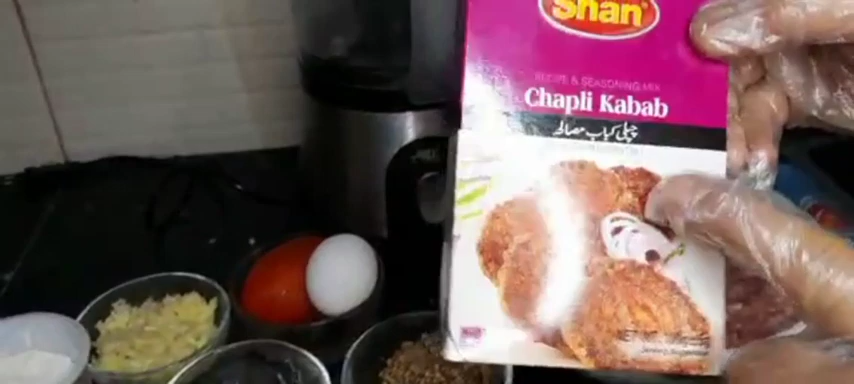 Shan
RECIPE & SEASONING MIX
Chapli Kabab
چپلی کباب مصالحہ